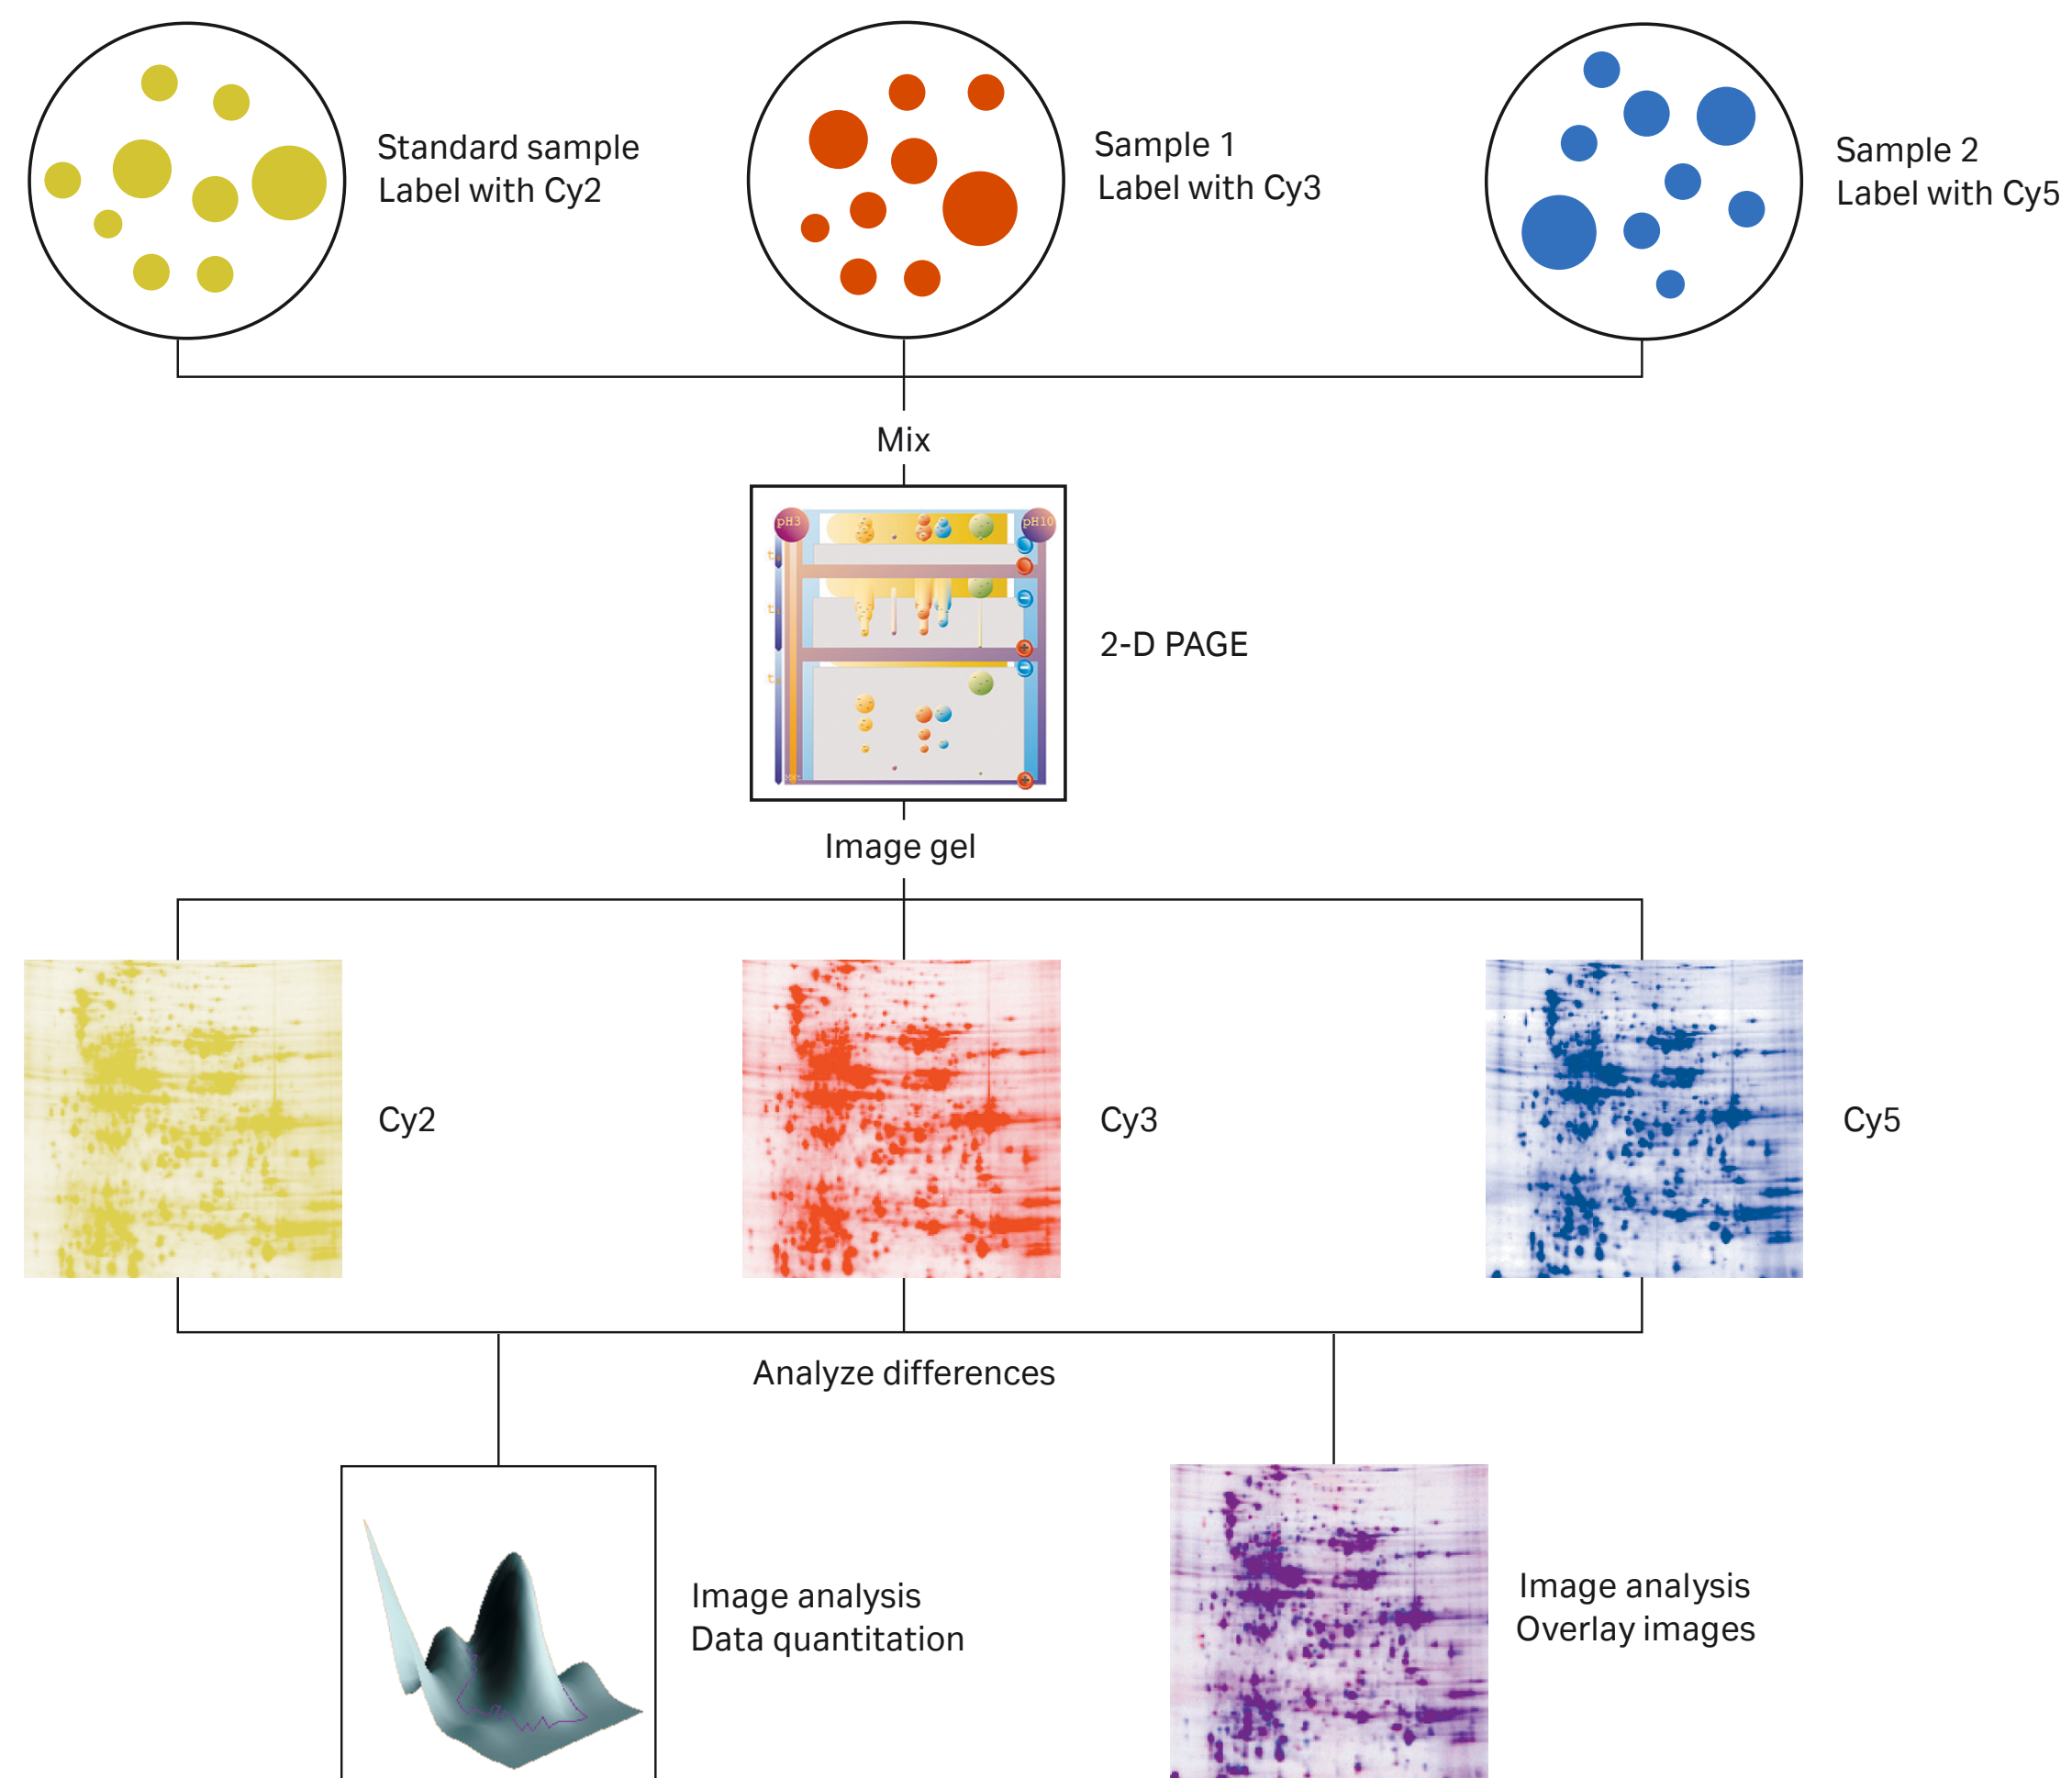 Standard sample
Label with Cy2
Sample 1
Label with Cy3
Sample 2
Label with Cy5
Mix
pH3
pH10
2-D PAGE
Image gel
Cy2
Cy3
Cy5
Analyze differences
Image analysis
Data quantitation
Image analysis
Overlay images